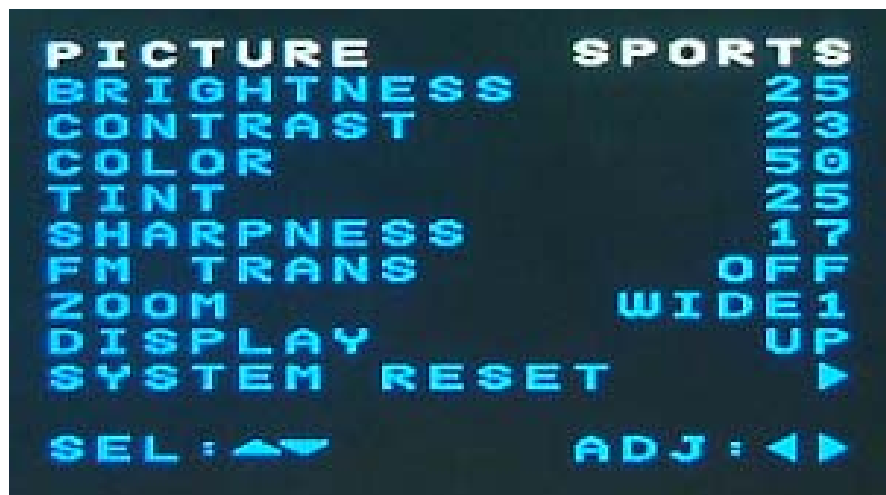 PICTURE SPORTS
BRIGHTNESS 25
CONTRAST 23
COLOR 50
TINT 25
SHARPNESS 17
FM TRANS OFF
ZOOM WIDE1
DISPLAY UP
SYSTEM RESET ▶
SEL:▲▼ ADJ:◀▶